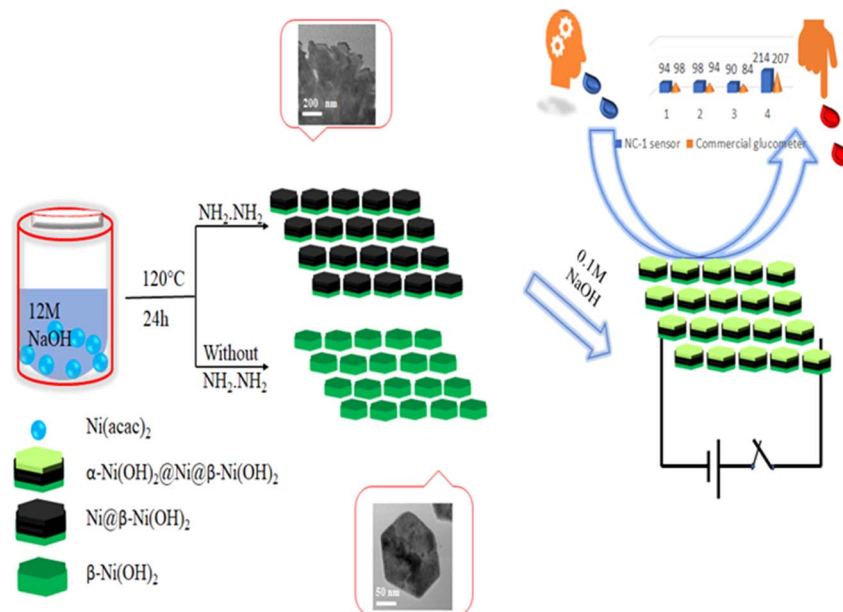 200 nm
94 98
98 94
90 84
214 207
1 2 3 4
NC-1 sensor Commercial glucometer
12M
NaOH
120°C
24h
NH₂.NH₂
Without
NH₂.NH₂
0.1M
NaOH
Ni(acac)₂
α-Ni(OH)₂@Ni@β-Ni(OH)₂
Ni@β-Ni(OH)₂
β-Ni(OH)₂
50 nm